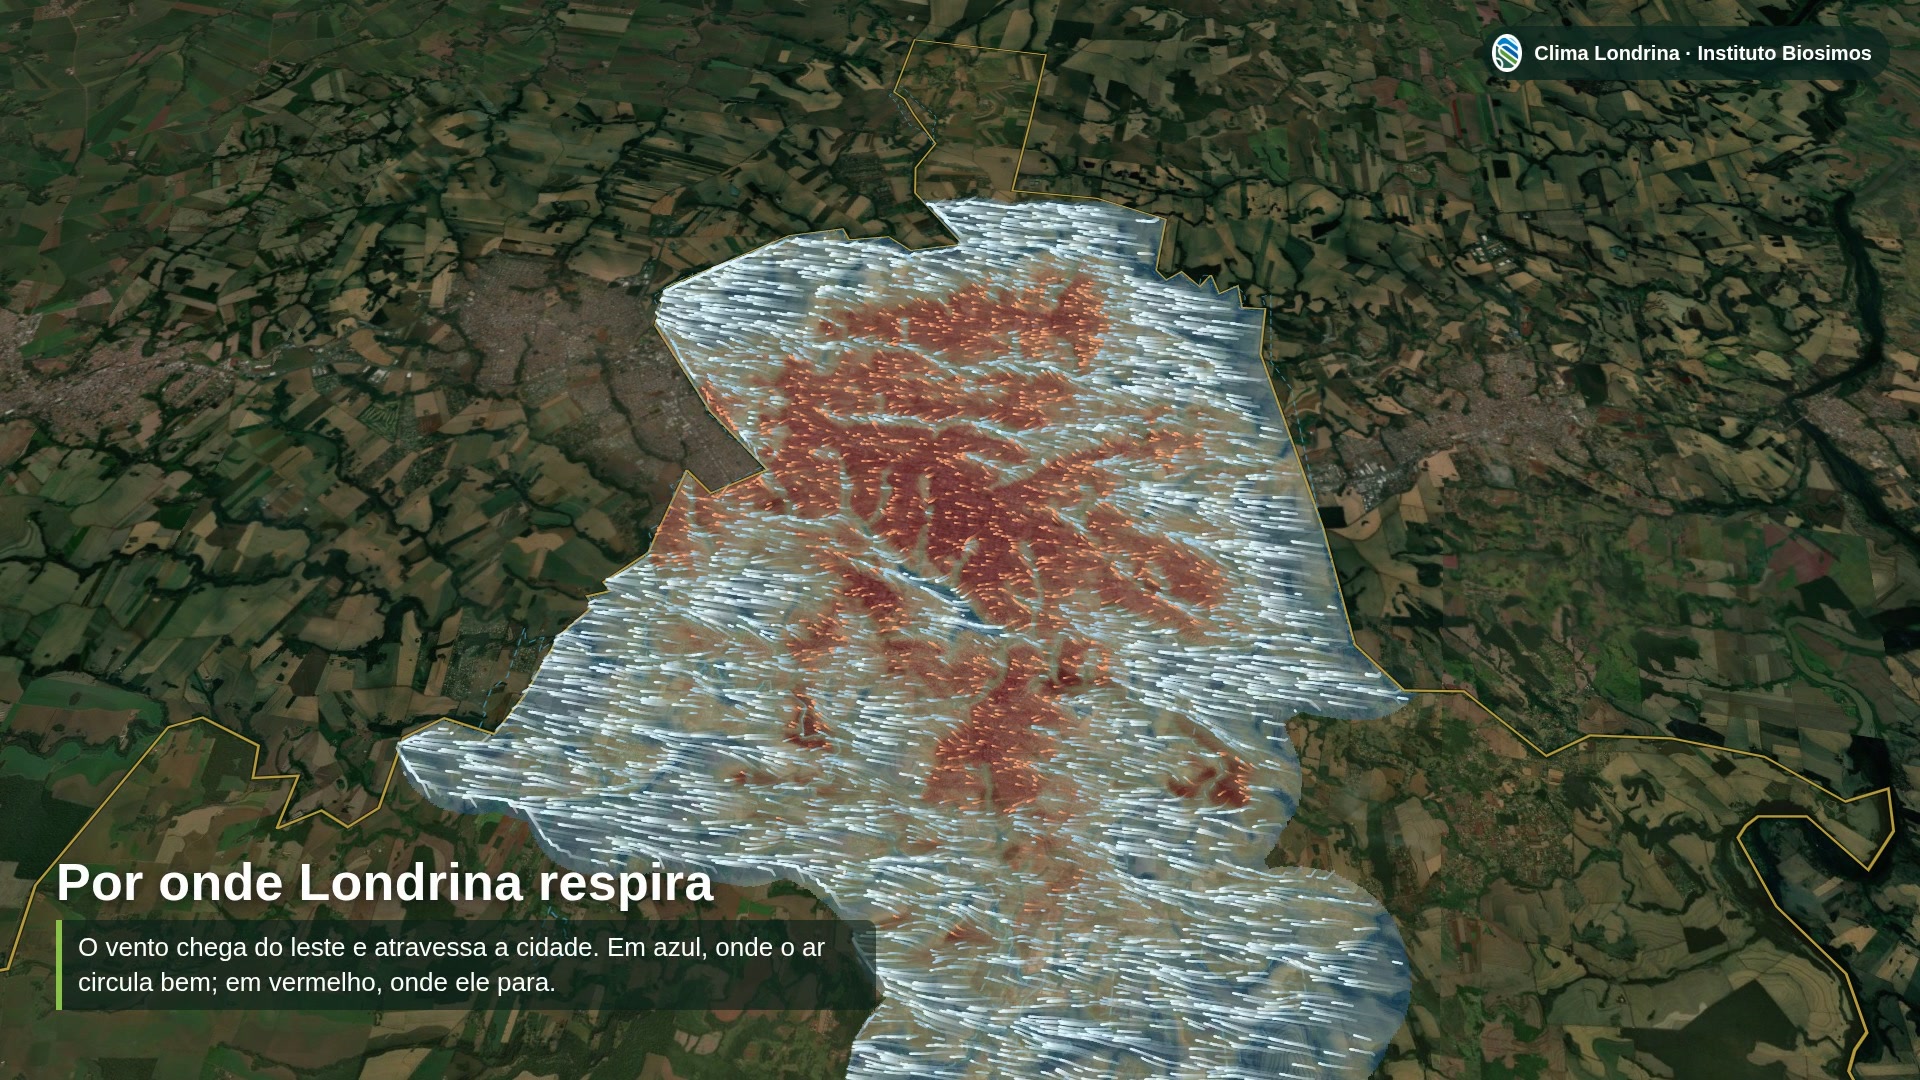 Clima Londrina · Instituto Biosimos
Por onde Londrina respira
O vento chega do leste e atravessa a cidade. Em azul, onde o ar
circula bem; em vermelho, onde ele para.